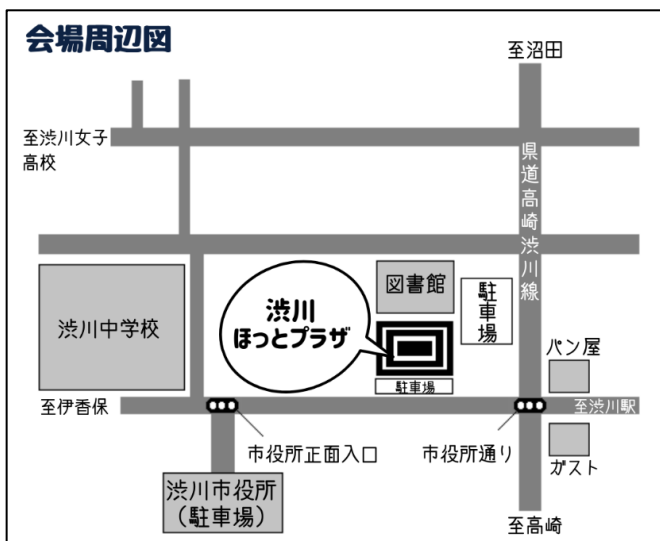 会場周辺図
至沼田
至渋川女子
高校
県道高崎渋川線
図書館
駐車場
渋川
ほっとプラザ
渋川中学校
パン屋
駐車場
至伊香保
至渋川駅
市役所正面入口
市役所通り
ガスト
渋川市役所
(駐車場)
至高崎